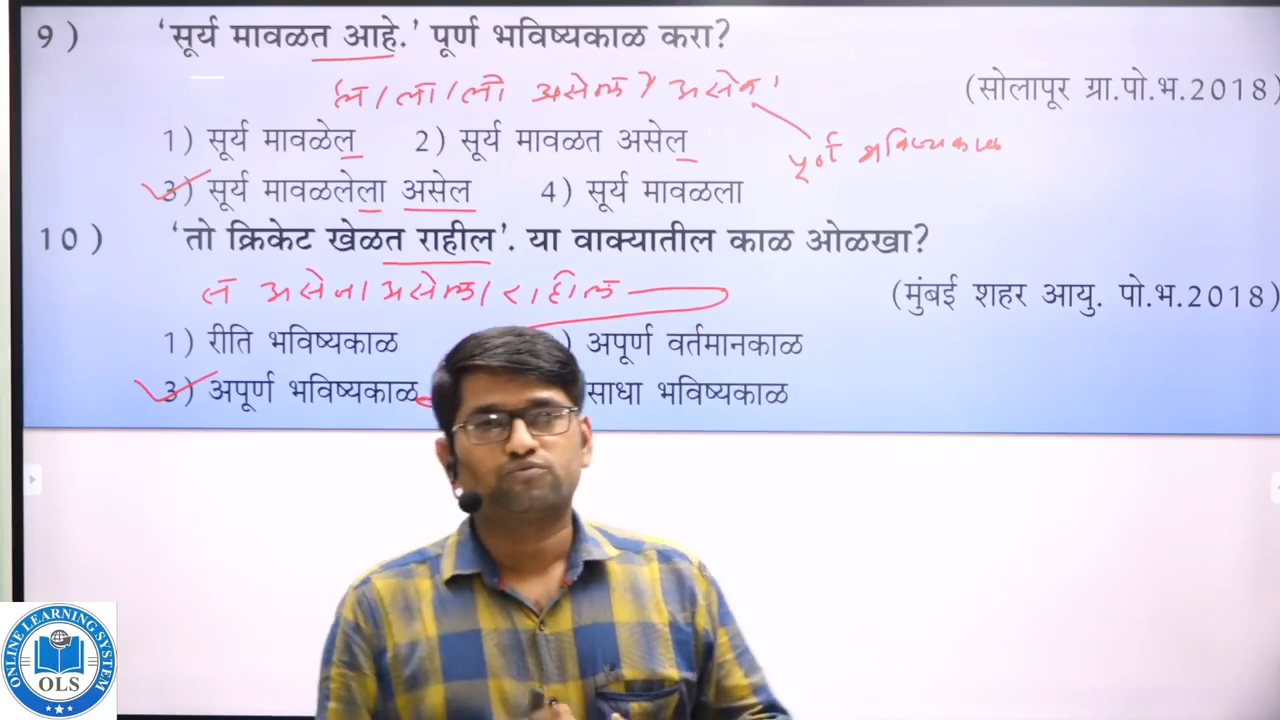 9) 'सूर्य मावळत आहे.' पूर्ण भविष्यकाळ करा?
ल / ला / ली असेल / असेन
(सोलापूर ग्रा.पो.भ.2018)
1) सूर्य मावळेल 2) सूर्य मावळत असेल
पूर्ण भविष्यकाळ
3) सूर्य मावळलेला असेल 4) सूर्य मावळला
10) 'तो क्रिकेट खेळत राहील'. या वाक्यातील काळ ओळखा?
त असेन / असेल / राहील
(मुंबई शहर आयु. पो.भ.2018)
1) रीति भविष्यकाळ ) अपूर्ण वर्तमानकाळ
3) अपूर्ण भविष्यकाळ साधा भविष्यकाळ
ONLINE LEARNING SYSTEM
OLS